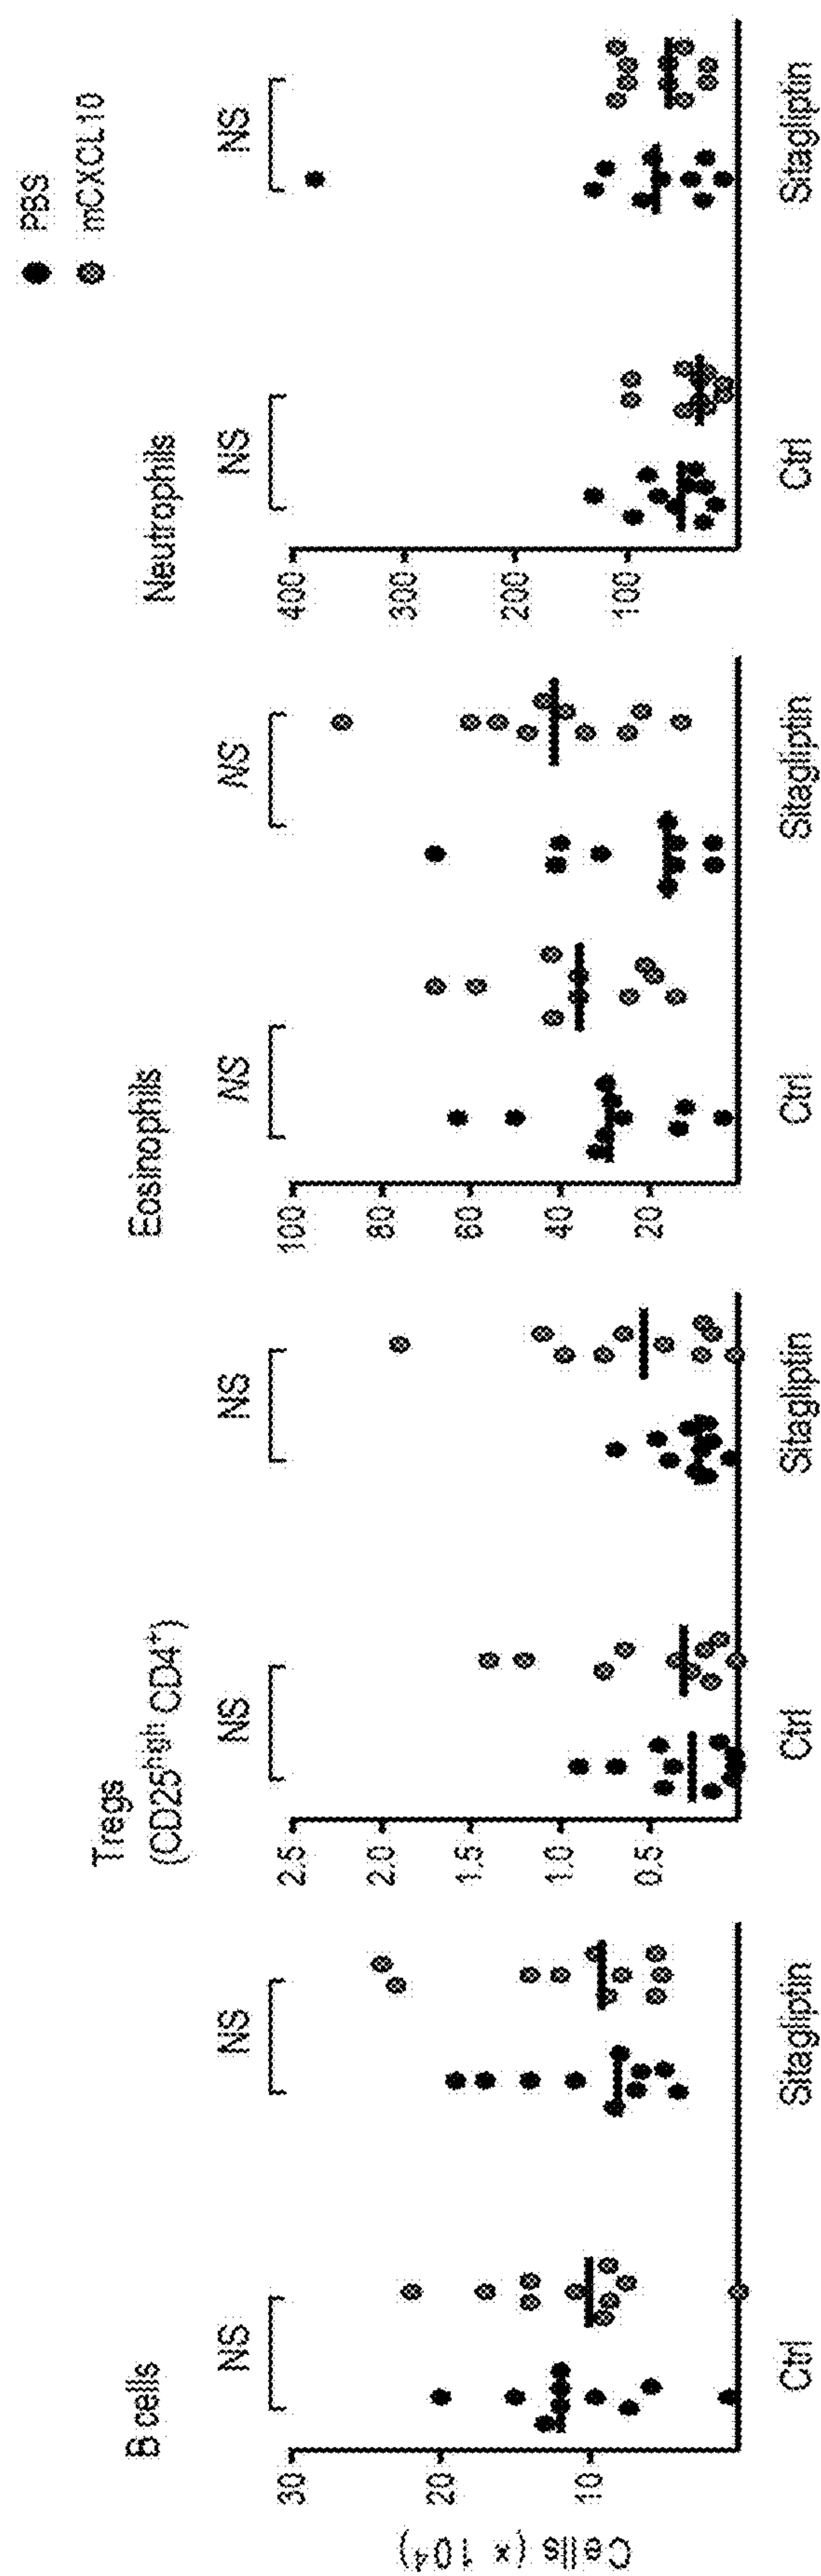 PBS
mCXCL10
B cells
NS
NS
Cells (× 10⁴)
30
20
10
Ctrl
Sitagliptin
Tregs
(CD25ʰⁱᵍʰ CD4⁺)
NS
NS
2.5
2.0
1.5
1.0
0.5
Ctrl
Sitagliptin
Eosinophils
NS
NS
100
80
60
40
20
Ctrl
Sitagliptin
Neutrophils
NS
NS
400
300
200
100
Ctrl
Sitagliptin